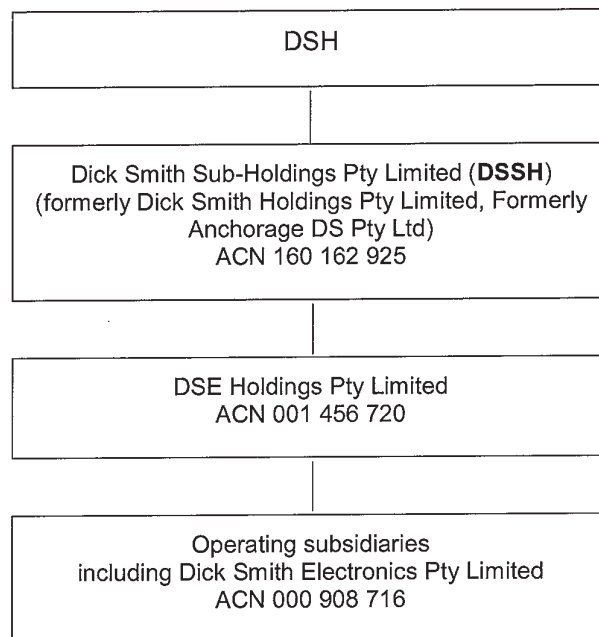 DSH
Dick Smith Sub-Holdings Pty Limited (DSSH)
(formerly Dick Smith Holdings Pty Limited, Formerly
Anchorage DS Pty Ltd)
ACN 160 162 925
DSE Holdings Pty Limited
ACN 001 456 720
Operating subsidiaries
including Dick Smith Electronics Pty Limited
ACN 000 908 716